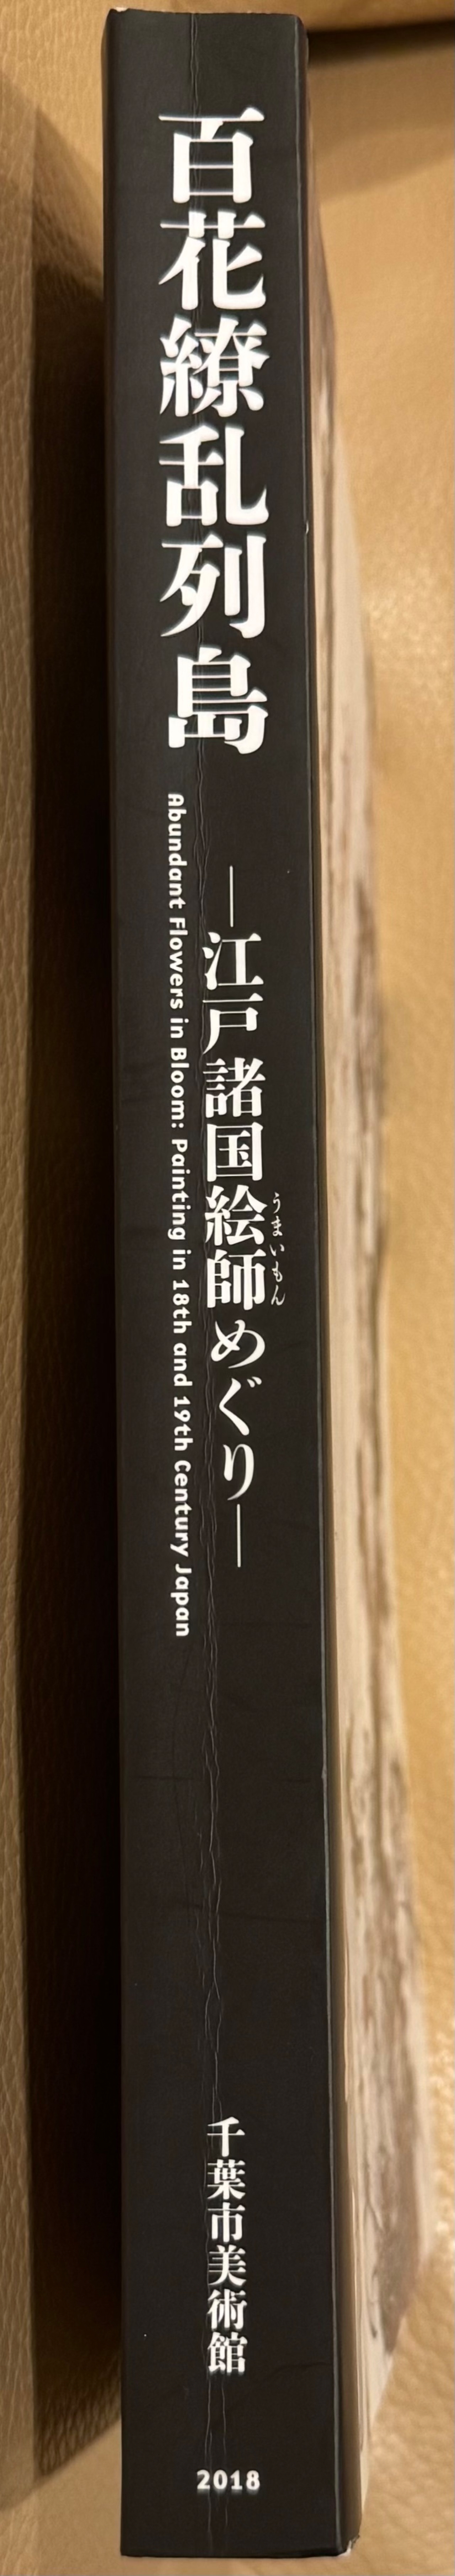 百花繚乱列島
—江戸諸国絵師めぐり—
うまいもん
Abundant Flowers in Bloom: Painting in 18th and 19th Century Japan
千葉市美術館
2018